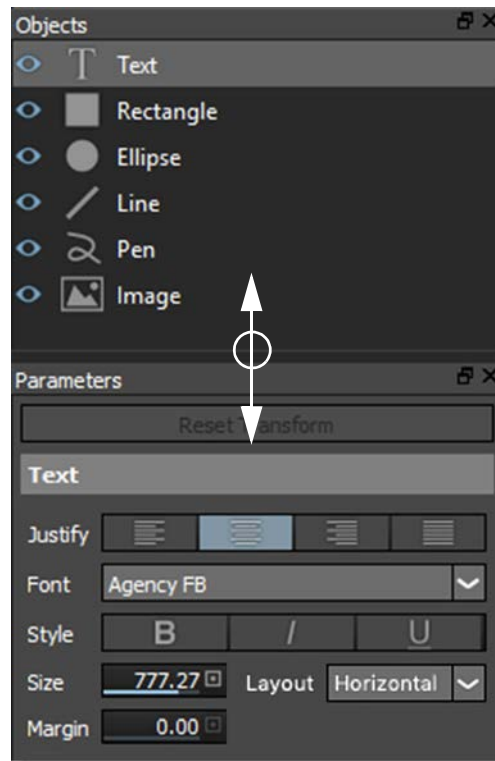 Objects
Text
Rectangle
Ellipse
Line
Pen
Image
Parameters
Reset Transform
Text
Justify
Font Agency FB
Style B I U
Size 777.27 Layout Horizontal
Margin 0.00